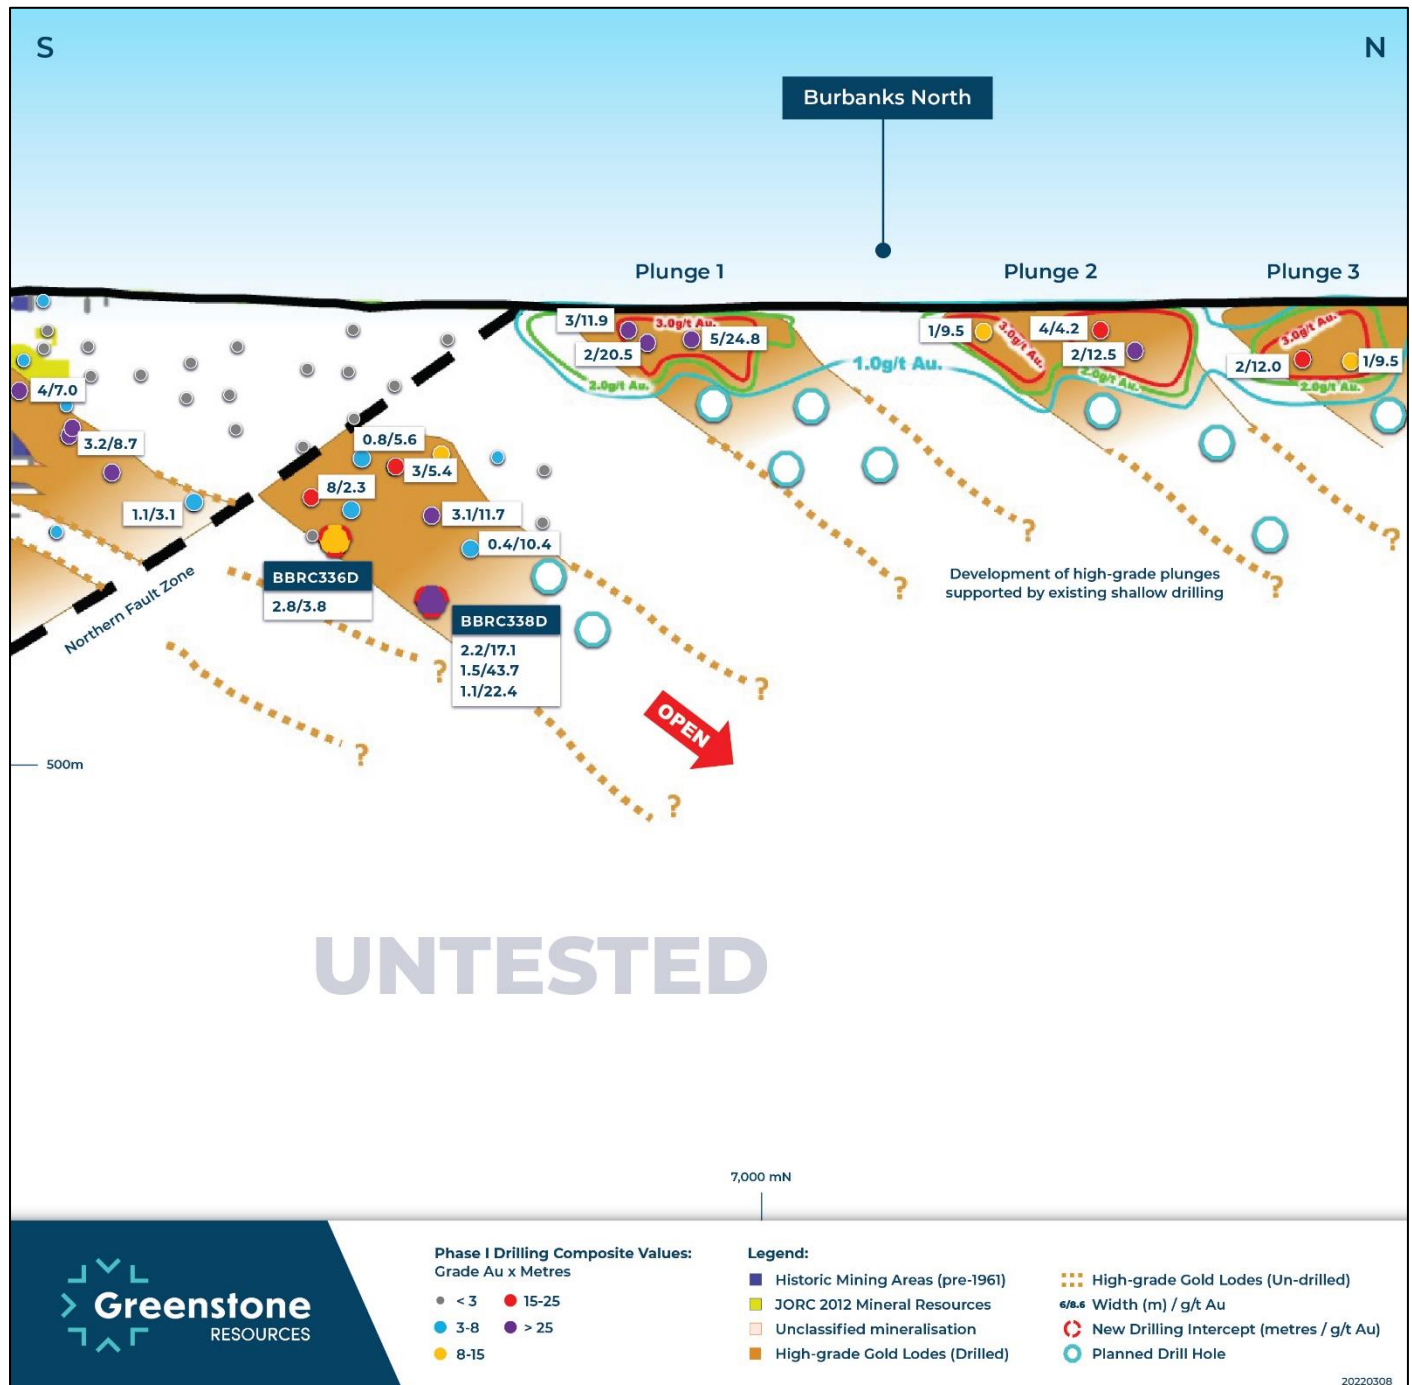 S
N
Burbanks North
Plunge 1
Plunge 2
Plunge 3
3/11.9
3.0g/t Au.
2/20.5
5/24.8
2.0g/t Au.
1.0g/t Au.
1/9.5
3.0g/t Au.
4/4.2
2/12.5
2.0g/t Au.
3.0g/t Au.
2/12.0
1/9.5
2.0g/t Au.
4/7.0
3.2/8.7
1.1/3.1
0.8/5.6
3/5.4
8/2.3
3.1/11.7
0.4/10.4
Northern Fault Zone
BBRC336D
2.8/3.8
BBRC338D
2.2/17.1
1.5/43.7
1.1/22.4
Development of high-grade plunges
supported by existing shallow drilling
?
?
?
?
?
?
?
?
OPEN
500m
UNTESTED
7,000 mN
Greenstone
RESOURCES
Phase I Drilling Composite Values:
Grade Au x Metres
< 3
3-8
8-15
15-25
> 25
Legend:
Historic Mining Areas (pre-1961)
JORC 2012 Mineral Resources
Unclassified mineralisation
High-grade Gold Lodes (Drilled)
High-grade Gold Lodes (Un-drilled)
6/8.6 Width (m) / g/t Au
New Drilling Intercept (metres / g/t Au)
Planned Drill Hole
20220308